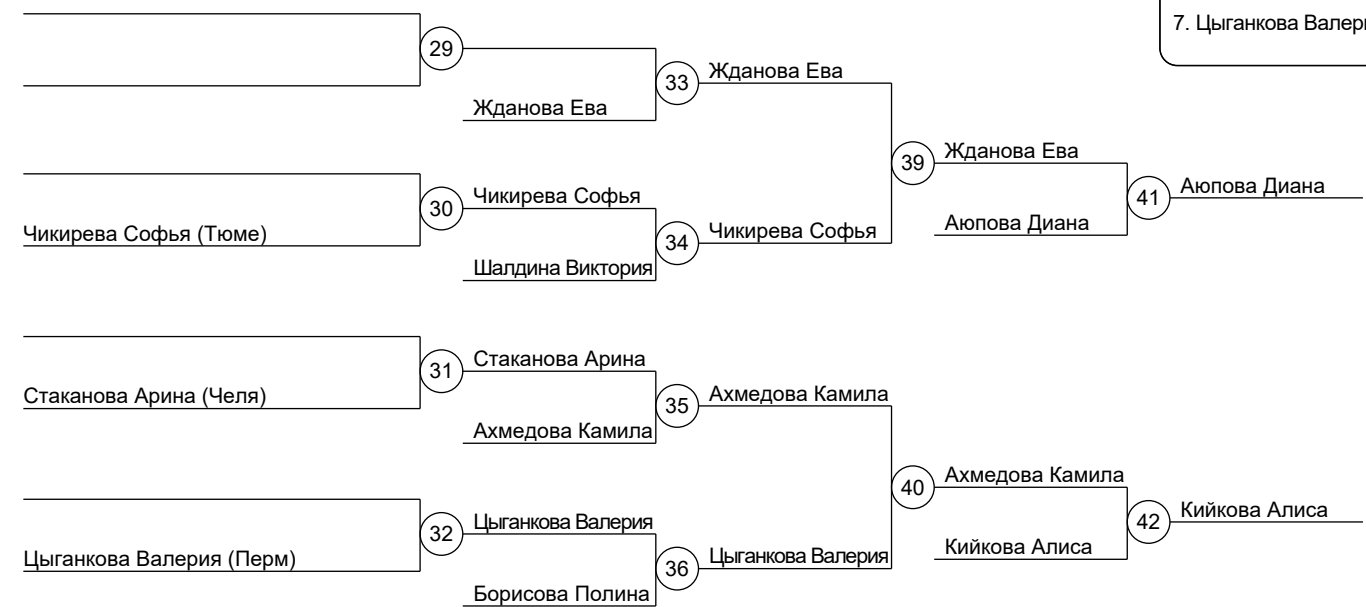 7. Цыганкова Валери
29
33
Жданова Ева
Жданова Ева
39
Жданова Ева
41
Аюпова Диана
Чикирева Софья (Тюме)
30
Чикирева Софья
34
Чикирева Софья
Аюпова Диана
Шалдина Виктория
Стаканова Арина (Челя)
31
Стаканова Арина
35
Ахмедова Камила
Ахмедова Камила
40
Ахмедова Камила
42
Кийкова Алиса
Цыганкова Валерия (Перм)
32
Цыганкова Валерия
36
Цыганкова Валерия
Кийкова Алиса
Борисова Полина